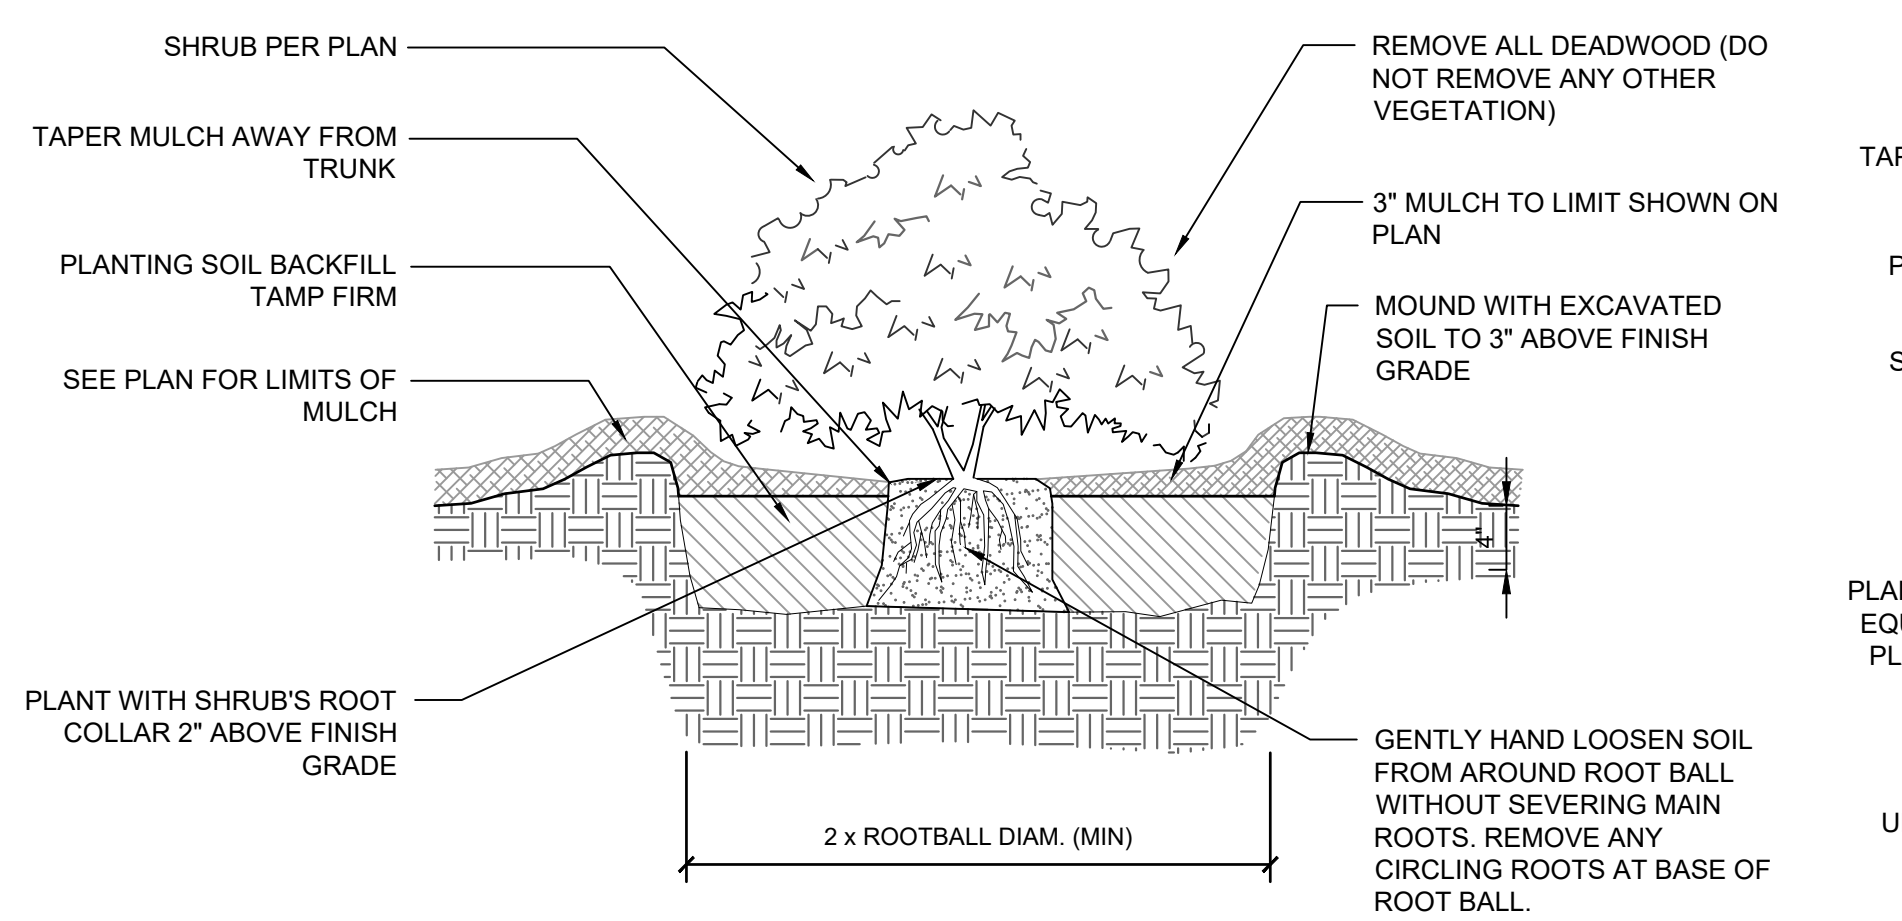 SHRUB PER PLAN
TAPER MULCH AWAY FROM
TRUNK
PLANTING SOIL BACKFILL
TAMP FIRM
SEE PLAN FOR LIMITS OF
MULCH
PLANT WITH SHRUB'S ROOT
COLLAR 2" ABOVE FINISH
GRADE
REMOVE ALL DEADWOOD (DO
NOT REMOVE ANY OTHER
VEGETATION)
3" MULCH TO LIMIT SHOWN ON
PLAN
MOUND WITH EXCAVATED
SOIL TO 3" ABOVE FINISH
GRADE
4"
GENTLY HAND LOOSEN SOIL
FROM AROUND ROOT BALL
WITHOUT SEVERING MAIN
ROOTS. REMOVE ANY
CIRCLING ROOTS AT BASE OF
ROOT BALL.
2 x ROOTBALL DIAM. (MIN)